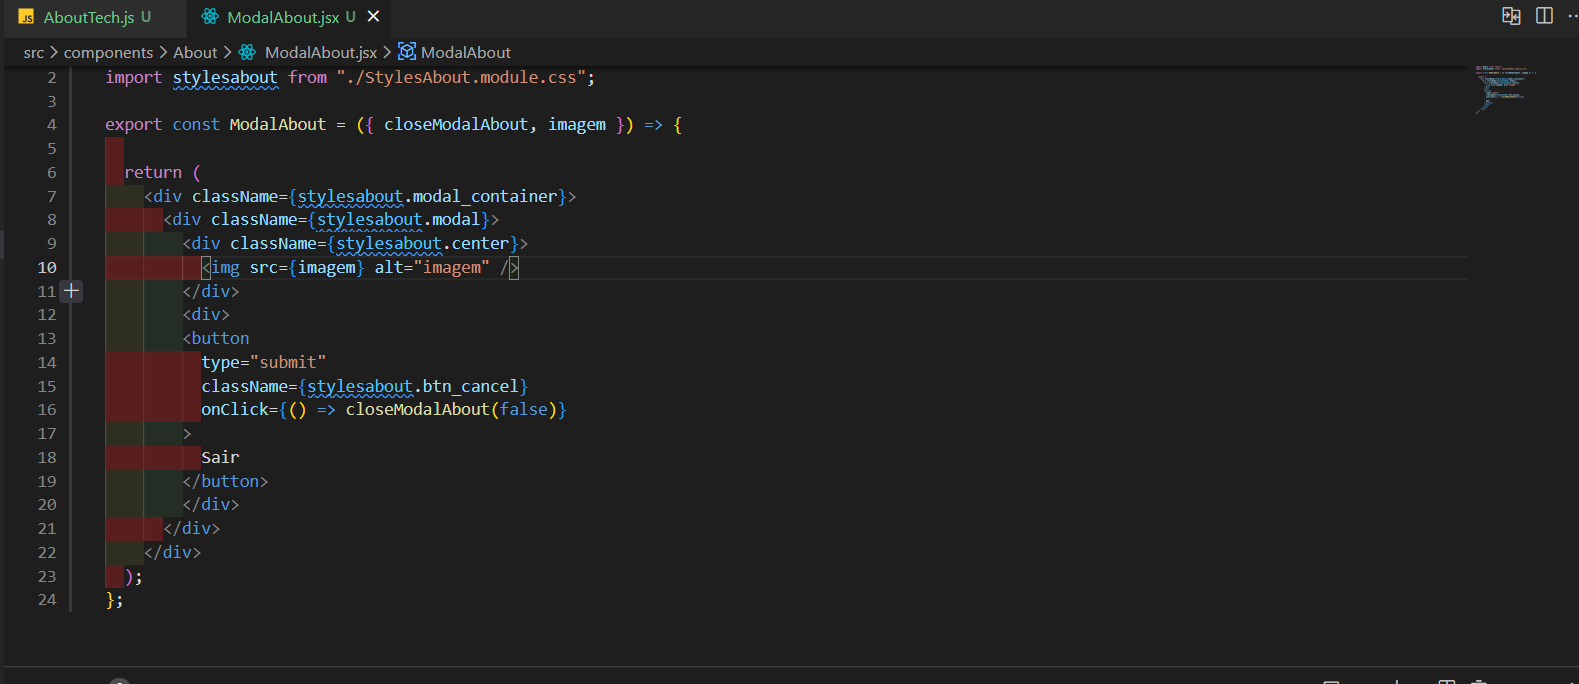 AboutTech.js U
ModalAbout.jsx U
src > components > About > ModalAbout.jsx > ModalAbout
2 import stylesabout from "./StylesAbout.module.css";
3
4 export const ModalAbout = ({ closeModalAbout, imagem }) => {
5
6 return (
7 <div className={stylesabout.modal_container}>
8 <div className={stylesabout.modal}>
9 <div className={stylesabout.center}>
10 <img src={imagem} alt="imagem" />
11 </div>
12 <div>
13 <button
14 type="submit"
15 className={stylesabout.btn_cancel}
16 onClick={() => closeModalAbout(false)}
17 >
18 Sair
19 </button>
20 </div>
21 </div>
22 </div>
23 );
24 };